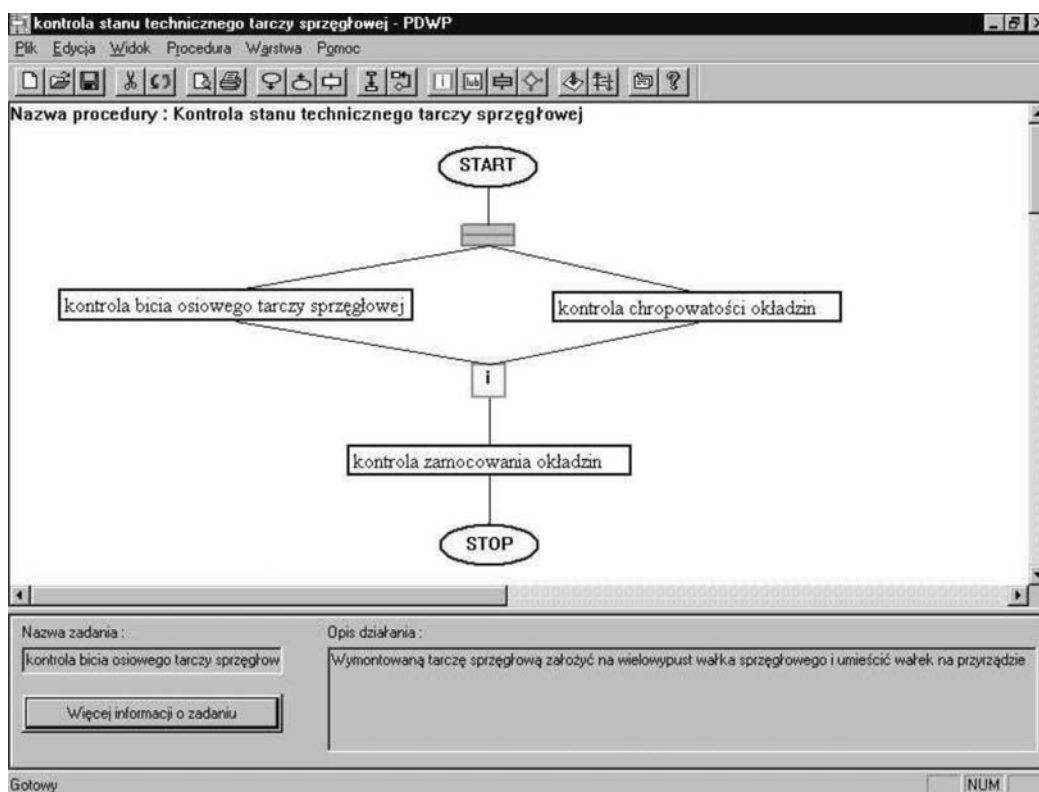 kontrola stanu technicznego tarczy sprzęgłowej - PDWP
Plik Edycja Widok Procedura Warstwa Pomoc
Nazwa procedury : Kontrola stanu technicznego tarczy sprzęgłowej
START
kontrola bicia osiowego tarczy sprzęgłowej
kontrola chropowatości okładzin
i
kontrola zamocowania okładzin
STOP
Nazwa zadania :
Opis działania :
kontrola bicia osiowego tarczy sprzęgłow
Wymontowaną tarczę sprzęgłową założyć na wielowypust wałka sprzęgłowego i umieścić wałek na przyrządzie
Więcej informacji o zadaniu
Gotowy
NUM